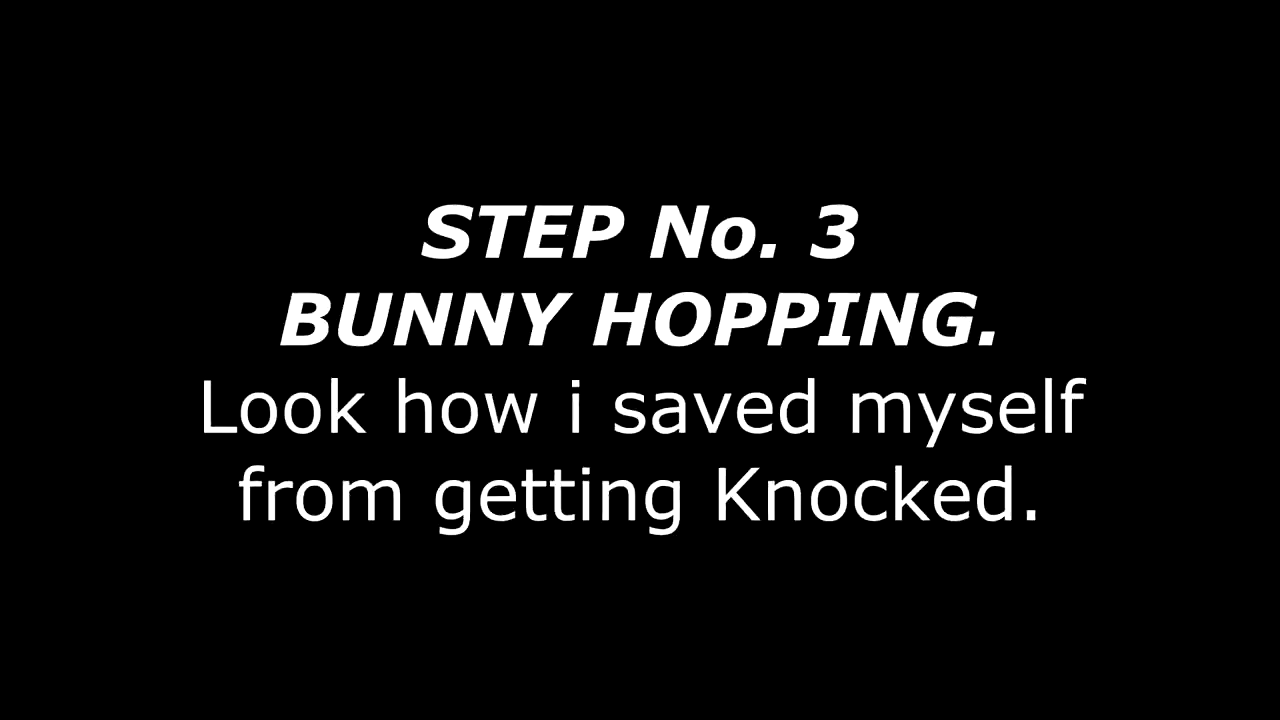 STEP No. 3
BUNNY HOPPING.
Look how i saved myself
from getting Knocked.